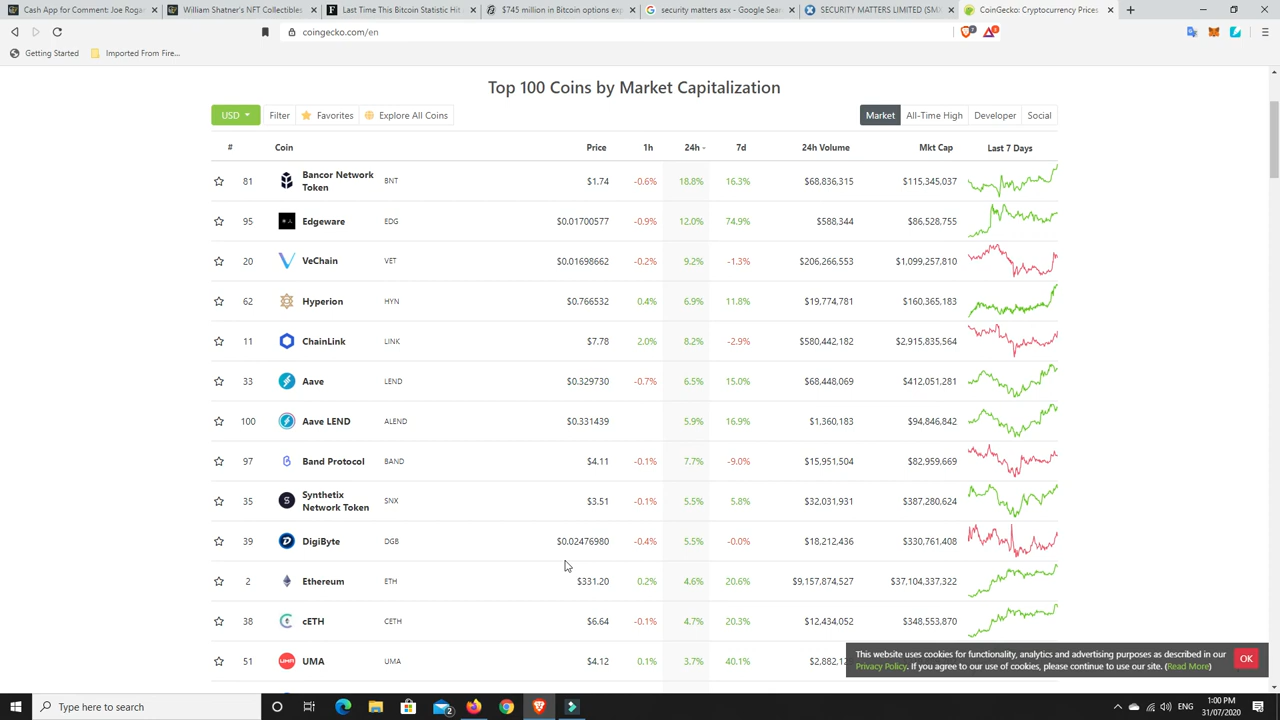 Cash App for Comment: Joe Rogan
William Shatner's NFT Collectibles
Last Time This Bitcoin Statistic Hit
$745 million in Bitcoin options exp
security matters asx - Google Sear
SECURITY MATTERS LIMITED (SM
CoinGecko: Cryptocurrency Prices
coingecko.com/en
Getting Started
Imported From Fire...
Top 100 Coins by Market Capitalization
USD Filter Favorites Explore All Coins Market All-Time High Developer Social
# Coin Price 1h 24h 7d 24h Volume Mkt Cap Last 7 Days
81 Bancor Network Token BNT $1.74 -0.6% 18.8% 16.3% $68,836,315 $115,345,037
95 Edgeware EDG $0.01700577 -0.9% 12.0% 74.9% $588,344 $86,528,755
20 VeChain VET $0.01698662 -0.2% 9.2% -1.3% $206,266,553 $1,099,257,810
62 Hyperion HYN $0.766532 0.4% 6.9% 11.8% $19,774,781 $160,365,183
11 ChainLink LINK $7.78 2.0% 8.2% -2.9% $580,442,182 $2,915,835,564
33 Aave LEND $0.329730 -0.7% 6.5% 15.0% $68,448,069 $412,051,281
100 Aave LEND ALEND $0.331439 5.9% 16.9% $1,360,183 $94,846,842
97 Band Protocol BAND $4.11 -0.1% 7.7% -9.0% $15,951,504 $82,959,669
35 Synthetix Network Token SNX $3.51 -0.1% 5.5% 5.8% $32,031,931 $387,280,624
39 DigiByte DGB $0.02476980 -0.4% 5.5% -0.0% $18,212,436 $330,761,408
2 Ethereum ETH $331.20 0.2% 4.6% 20.6% $9,157,874,527 $37,104,337,322
38 cETH CETH $6.64 -0.1% 4.7% 20.3% $12,434,052 $348,553,870
51 UMA UMA $4.12 0.1% 3.7% 40.1%
This website uses cookies for functionality, analytics and advertising purposes as described in our
Privacy Policy. If you agree to our use of cookies, please continue to use our site. (Read More)
OK
Type here to search
ENG
1:00 PM
31/07/2020